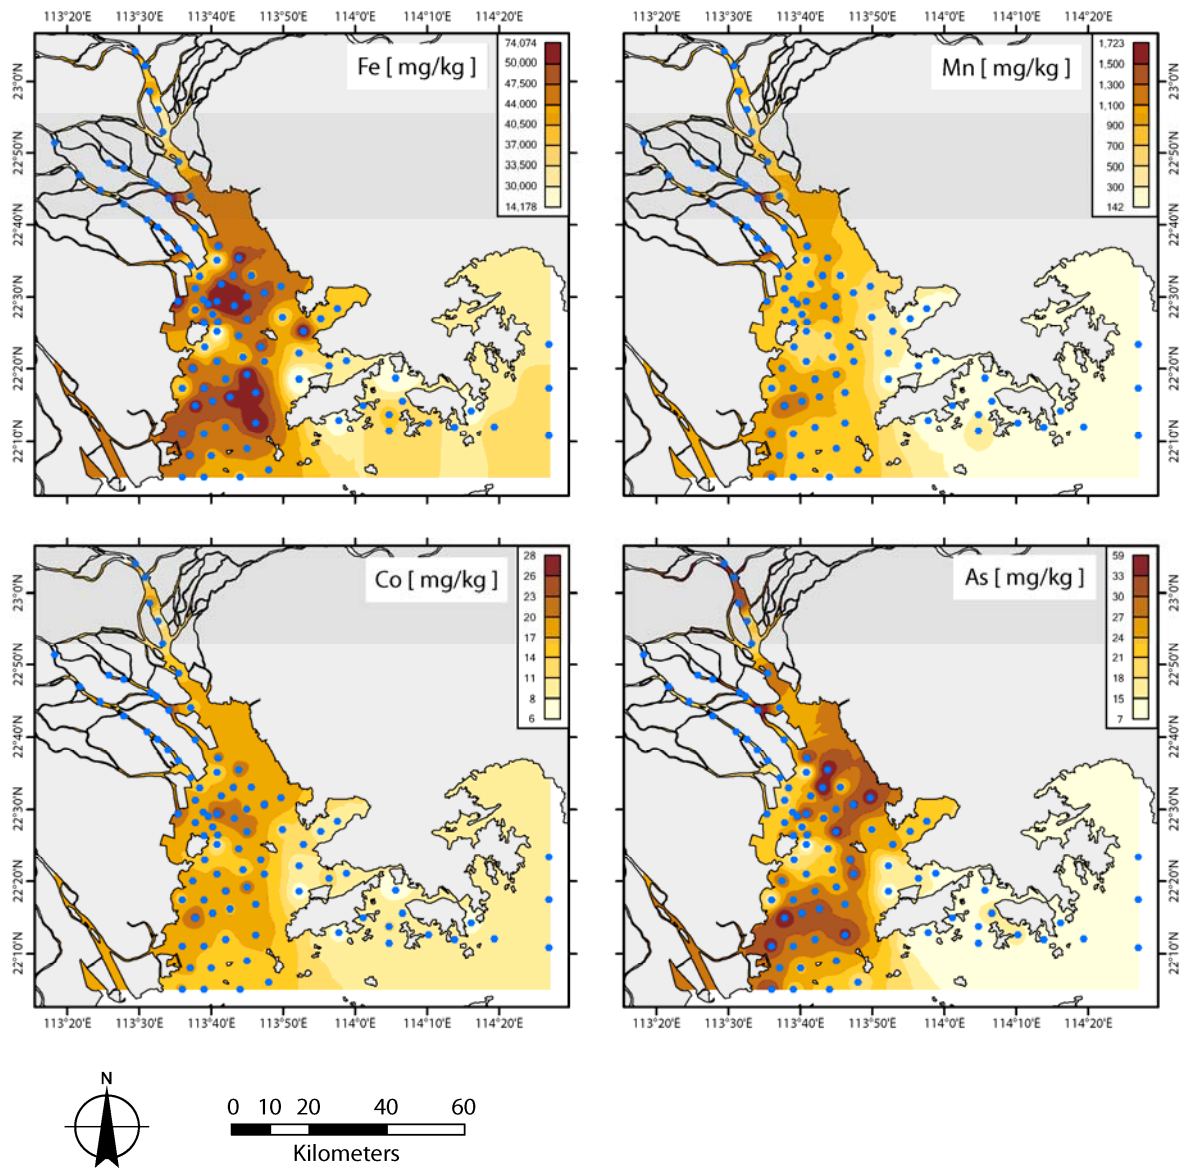 113°20'E 113°30'E 113°40'E 113°50'E 114°0'E 114°10'E 114°20'E
113°20'E 113°30'E 113°40'E 113°50'E 114°0'E 114°10'E 114°20'E
Fe [ mg/kg ]
74,074
50,000
47,500
44,000
40,500
37,000
33,500
30,000
14,178
23°0'N
22°50'N
22°40'N
22°30'N
22°20'N
22°10'N
Mn [ mg/kg ]
1,723
1,500
1,300
1,100
900
700
500
300
142
23°0'N
22°50'N
22°40'N
22°30'N
22°20'N
22°10'N
Co [ mg/kg ]
28
26
23
20
17
14
11
8
6
23°0'N
22°50'N
22°40'N
22°30'N
22°20'N
22°10'N
As [ mg/kg ]
59
33
30
27
24
21
18
15
7
23°0'N
22°50'N
22°40'N
22°30'N
22°20'N
22°10'N
113°20'E 113°30'E 113°40'E 113°50'E 114°0'E 114°10'E 114°20'E
113°20'E 113°30'E 113°40'E 113°50'E 114°0'E 114°10'E 114°20'E
N
0 10 20 40 60
Kilometers